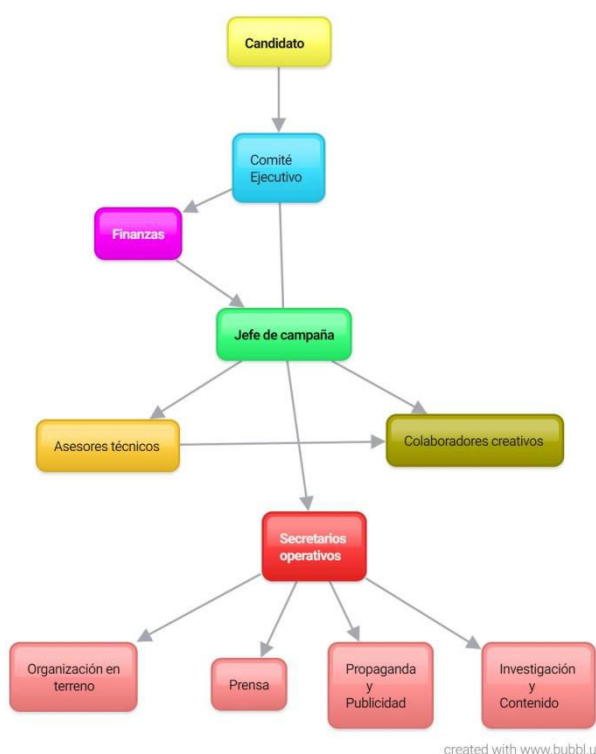 Candidato
Comité
Ejecutivo
Finanzas
Jefe de campaña
Asesores técnicos
Colaboradores creativos
Secretarios
operativos
Organización en
terreno
Prensa
Propaganda
y
Publicidad
Investigación
y
Contenido
created with www.bubbl.u